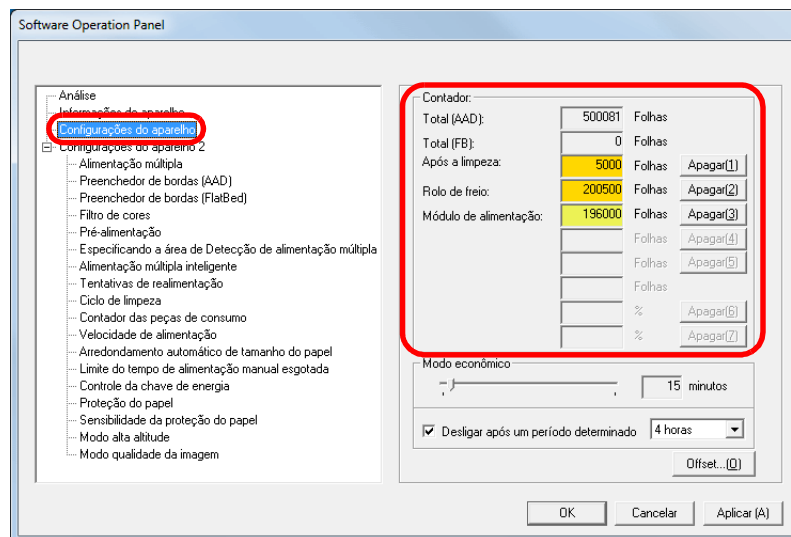 Software Operation Panel
Análise
Informações do aparelho
Configurações do aparelho
Configurações do aparelho 2
Alimentação múltipla
Preenchedor de bordas (AAD)
Preenchedor de bordas (FlatBed)
Filtro de cores
Pré-alimentação
Especificando a área de Detecção de alimentação múltipla
Alimentação múltipla inteligente
Tentativas de realimentação
Ciclo de limpeza
Contador das peças de consumo
Velocidade de alimentação
Arredondamento automático de tamanho do papel
Limite do tempo de alimentação manual esgotada
Controle da chave de energia
Proteção do papel
Sensibilidade da proteção do papel
Modo alta altitude
Modo qualidade da imagem
Contador:
Total (AAD): 500081 Folhas
Total (FB): 0 Folhas
Após a limpeza: 5000 Folhas Apagar(1)
Rolo de freio: 200500 Folhas Apagar(2)
Módulo de alimentação: 196000 Folhas Apagar(3)
Folhas Apagar(4)
Folhas Apagar(5)
Folhas
% Apagar(6)
% Apagar(7)
Modo econômico
15 minutos
Desligar após um período determinado 4 horas
Offset...(O)
OK Cancelar Aplicar (A)